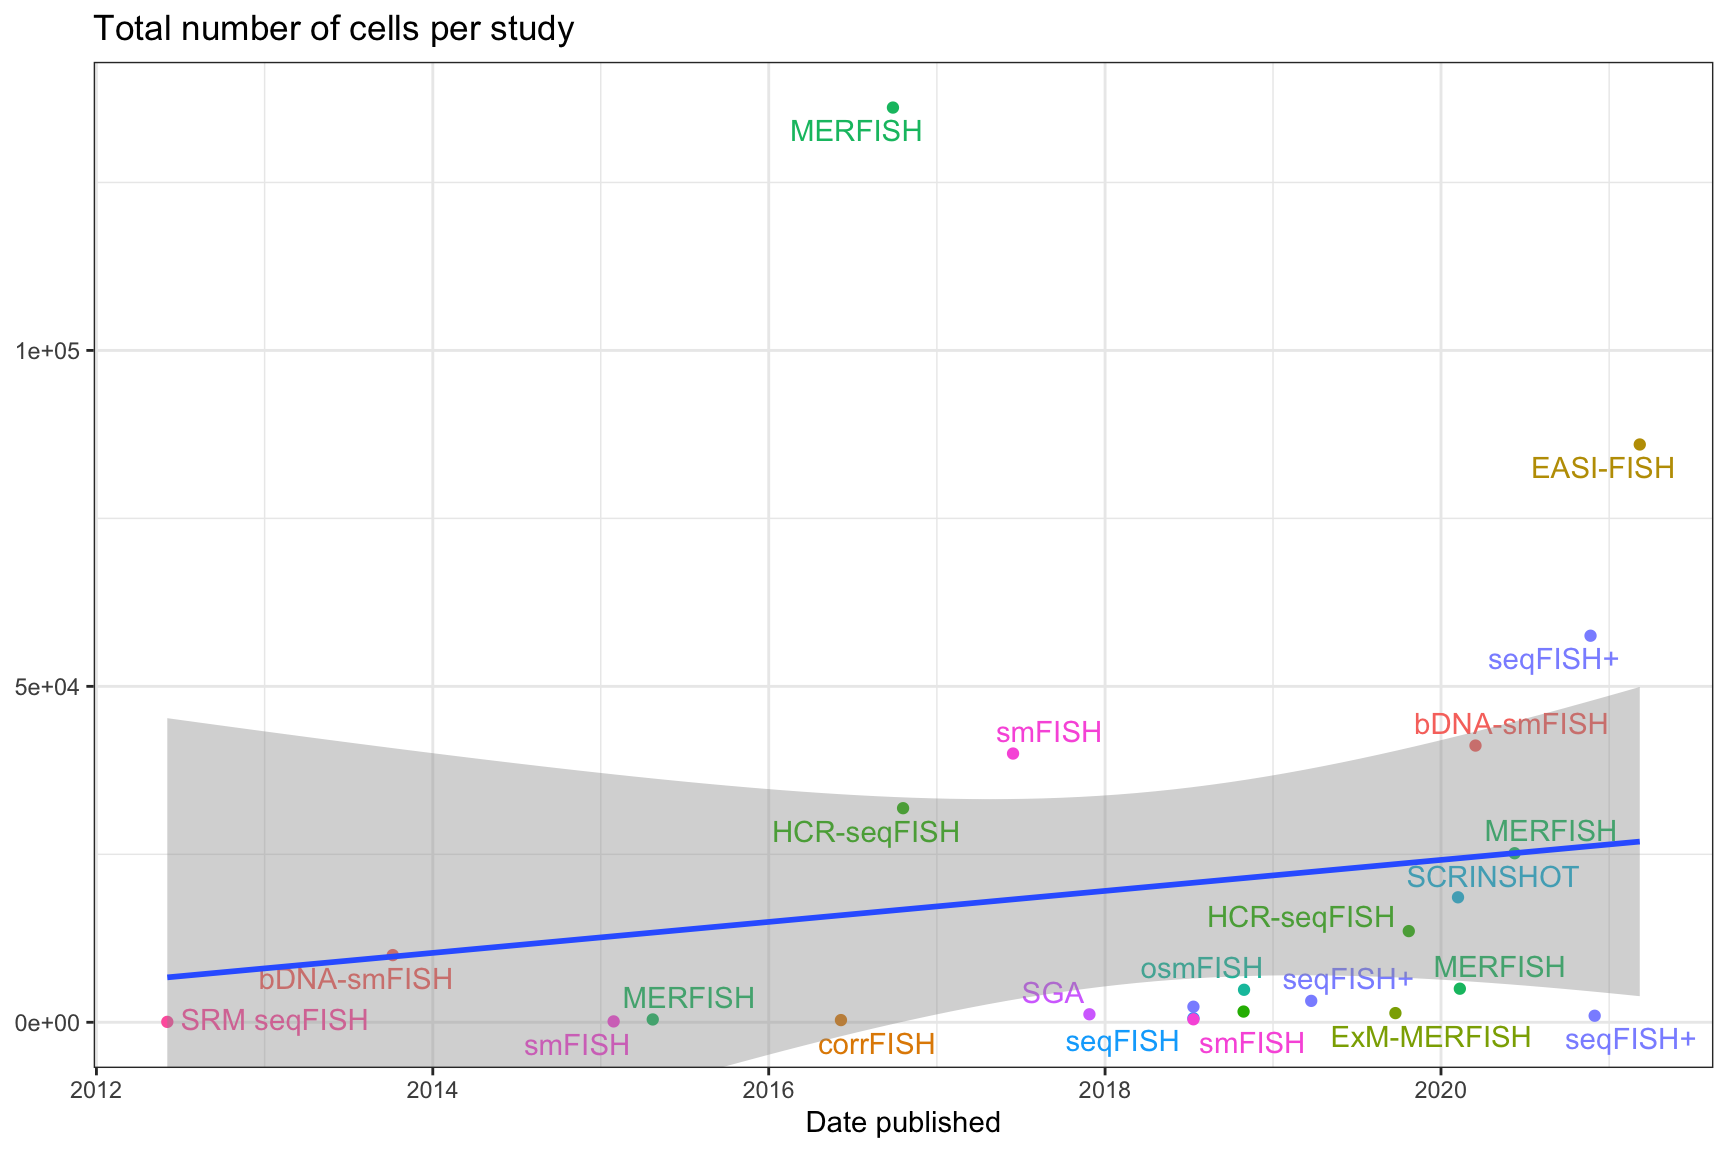 Total number of cells per study
MERFISH
1e+05
EASI-FISH
seqFISH+
5e+04
bDNA-smFISH
smFISH
HCR-seqFISH
MERFISH
SCRINSHOT
HCR-seqFISH
osmFISH
MERFISH
bDNA-smFISH
seqFISH+
SGA
MERFISH
0e+00
SRM seqFISH
smFISH
corrFISH
seqFISH
smFISH
ExM-MERFISH
seqFISH+
2012
2014
2016
2018
2020
Date published